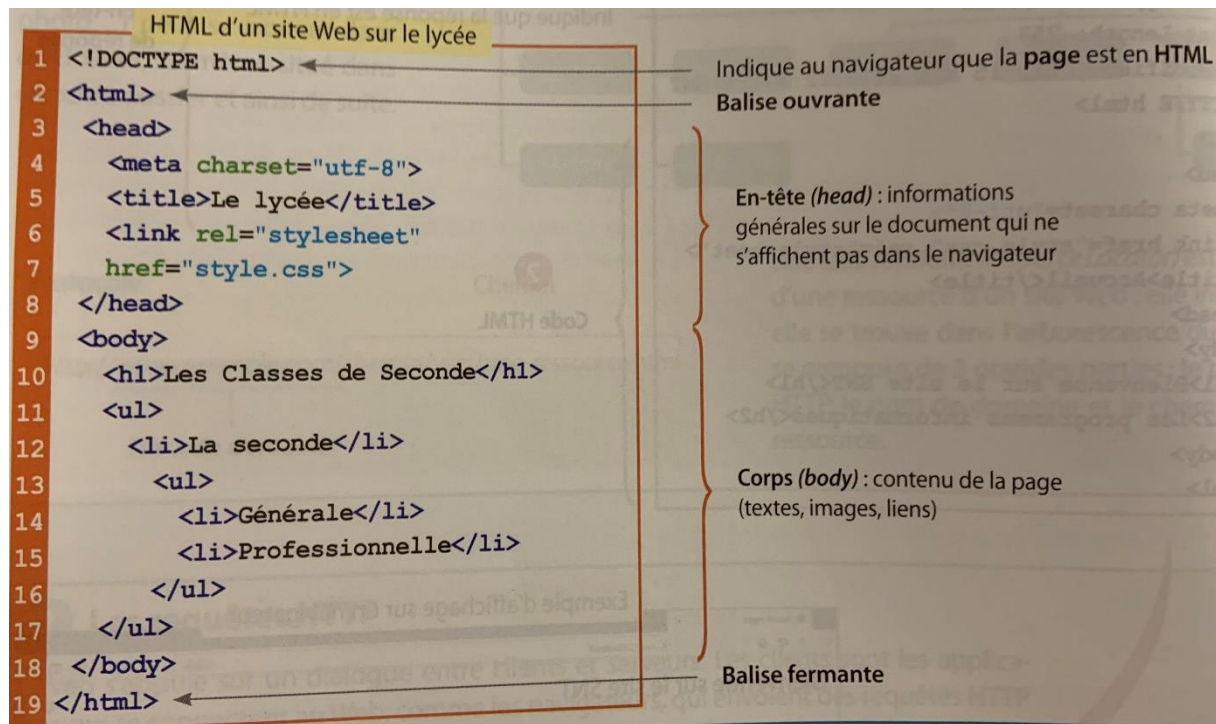 HTML d'un site Web sur le lycée
1 <!DOCTYPE html>
2 <html>
3 <head>
4 <meta charset="utf-8">
5 <title>Le lycée</title>
6 <link rel="stylesheet"
7 href="style.css">
8 </head>
9 <body>
10 <h1>Les Classes de Seconde</h1>
11 <ul>
12 <li>La seconde</li>
13 <ul>
14 <li>Générale</li>
15 <li>Professionnelle</li>
16 </ul>
17 </ul>
18 </body>
19 </html>
Indique au navigateur que la page est en HTML
Balise ouvrante
En-tête (head) : informations
générales sur le document qui ne
s'affichent pas dans le navigateur
Corps (body) : contenu de la page
(textes, images, liens)
Balise fermante